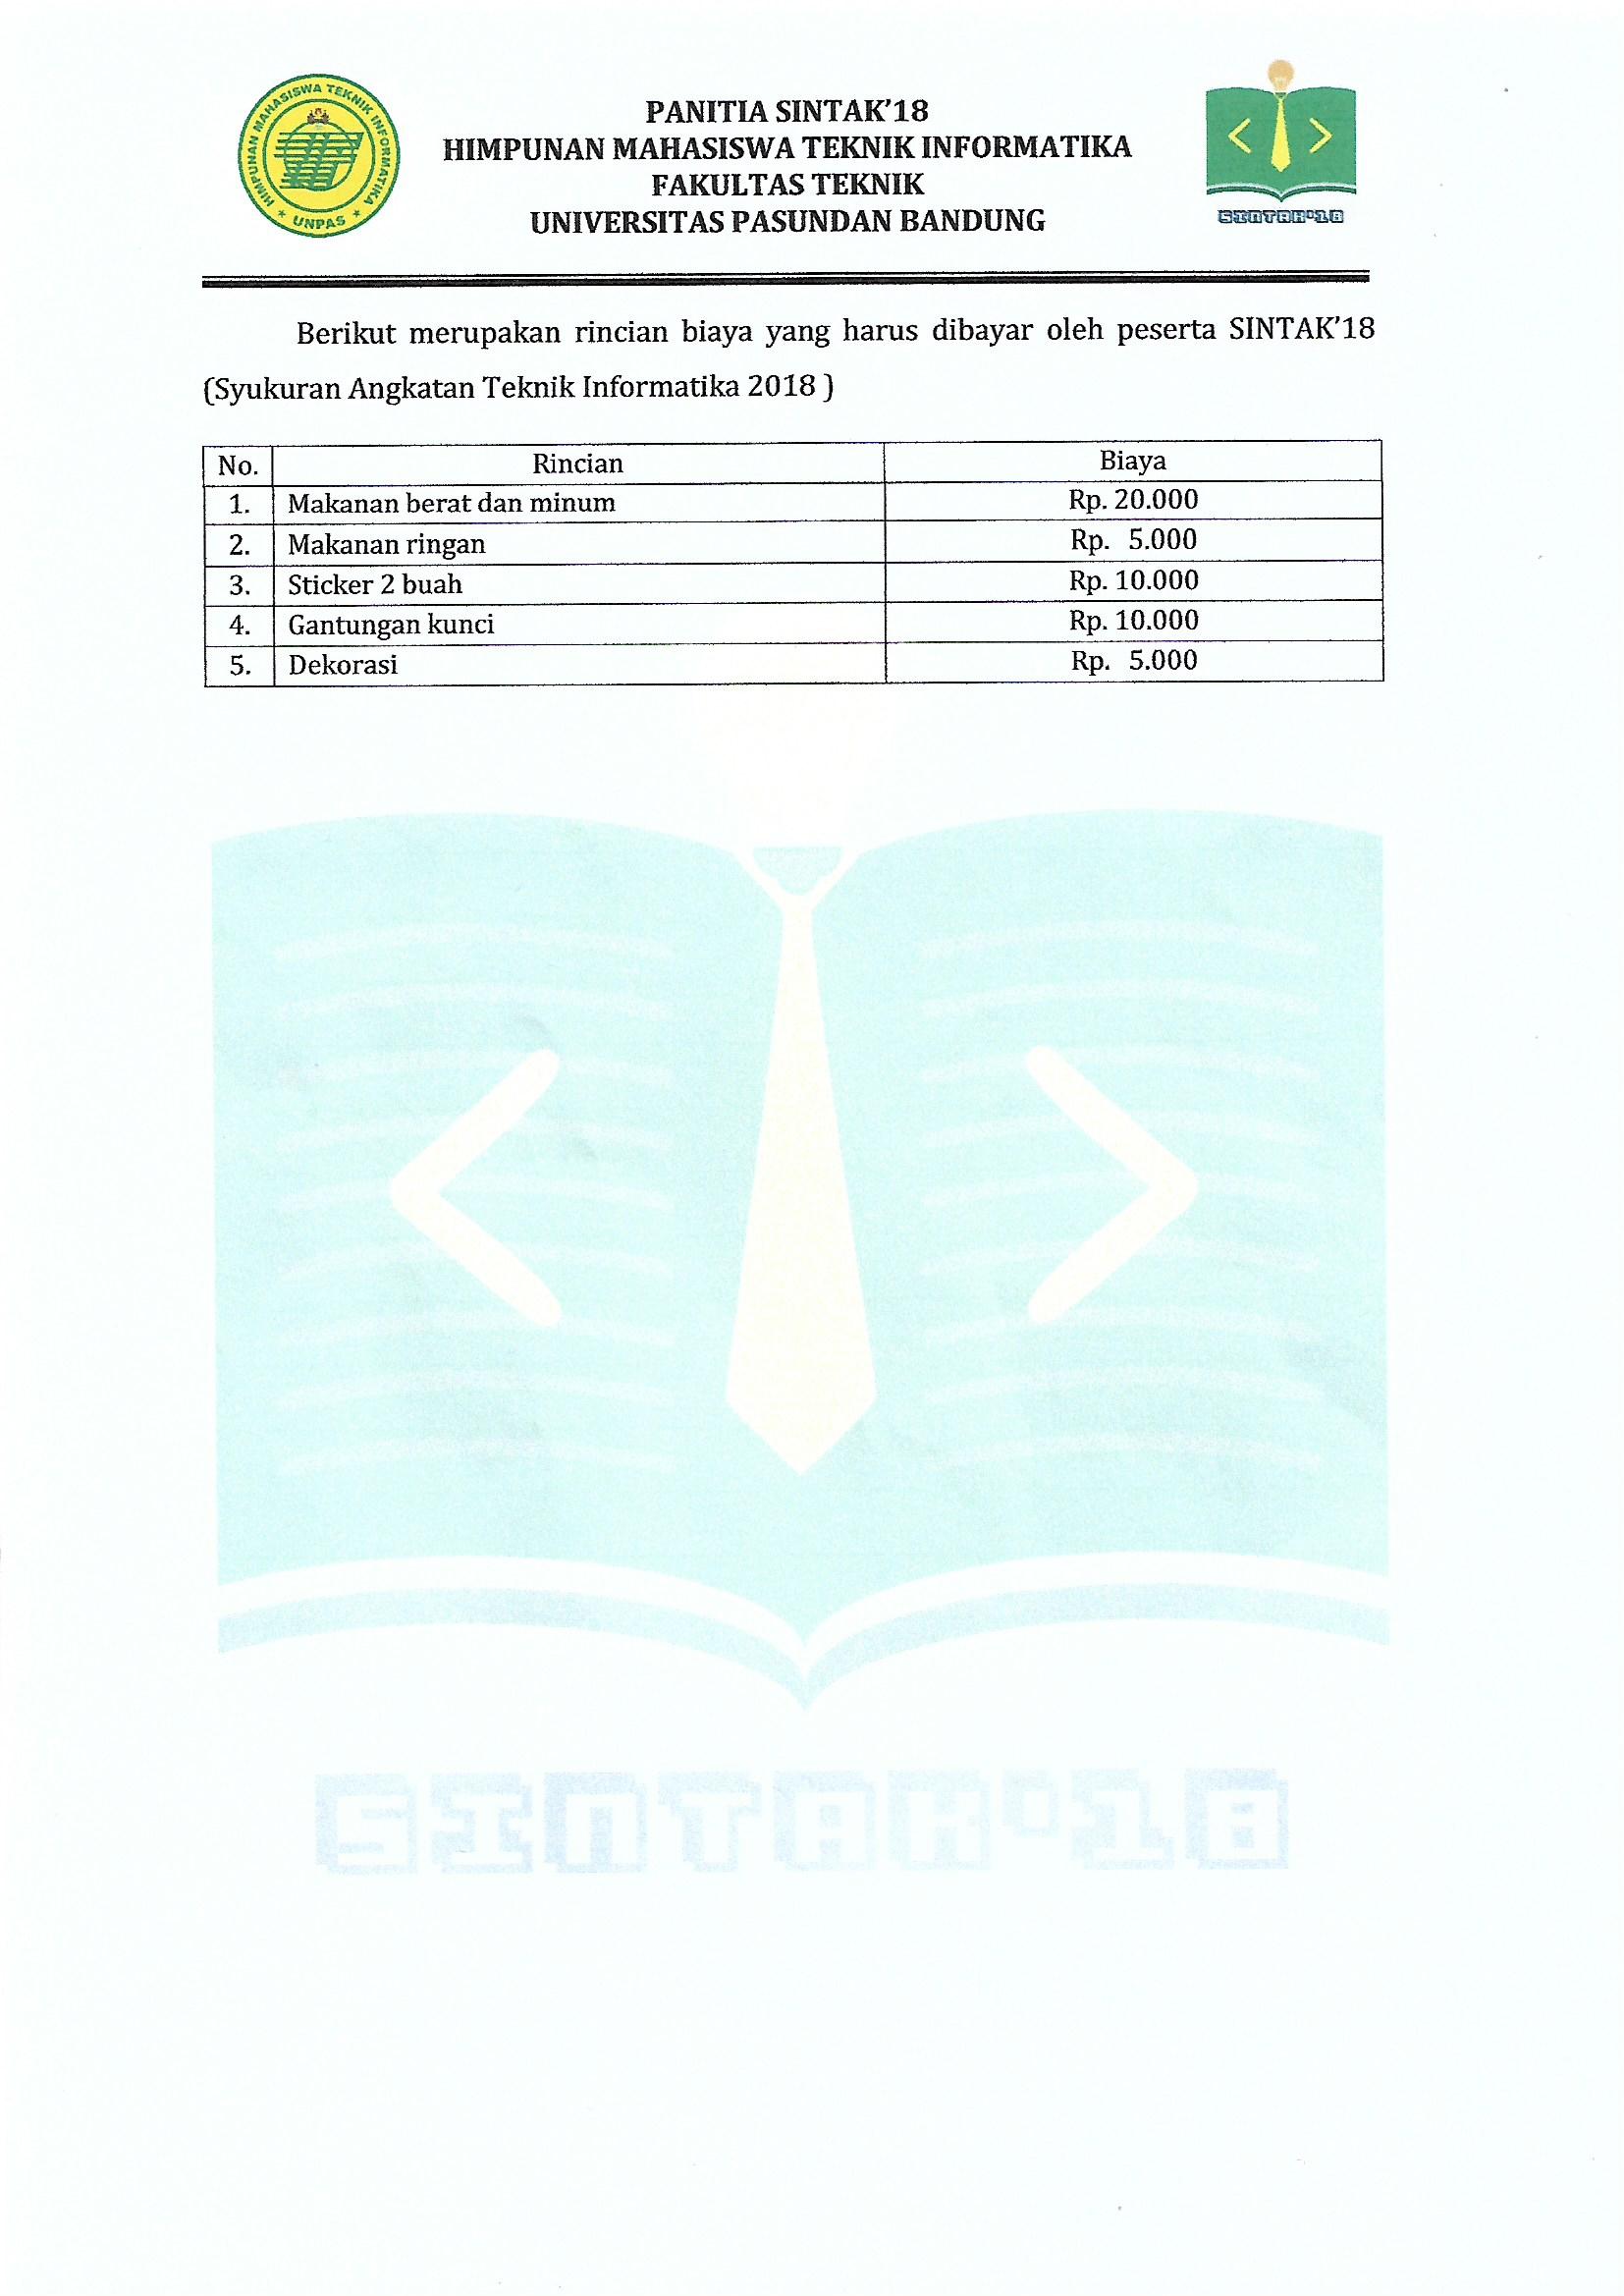 HIMPUNAN MAHASISWA TEKNIK INFORMATIKA
* UNPAS *
PANITIA SINTAK'18
HIMPUNAN MAHASISWA TEKNIK INFORMATIKA
FAKULTAS TEKNIK
UNIVERSITAS PASUNDAN BANDUNG
< >
SINTAK'18
Berikut merupakan rincian biaya yang harus dibayar oleh peserta SINTAK'18
(Syukuran Angkatan Teknik Informatika 2018 )
No. Rincian Biaya
1. Makanan berat dan minum Rp. 20.000
2. Makanan ringan Rp. 5.000
3. Sticker 2 buah Rp. 10.000
4. Gantungan kunci Rp. 10.000
5. Dekorasi Rp. 5.000
< >
SINTAK'18